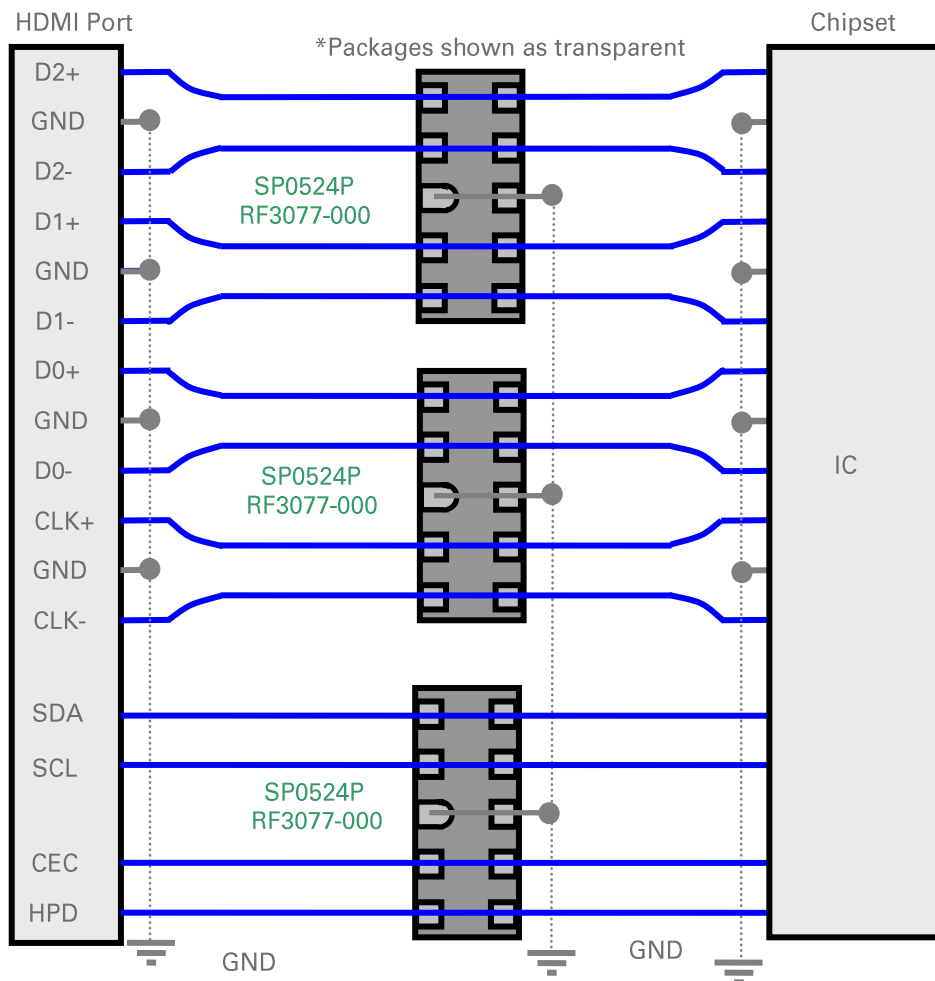 HDMI Port
Chipset
*Packages shown as transparent
D2+
GND
D2-
SP0524P
RF3077-000
D1+
GND
D1-
D0+
GND
D0-
SP0524P
RF3077-000
IC
CLK+
GND
CLK-
SDA
SCL
SP0524P
RF3077-000
CEC
HPD
GND
GND